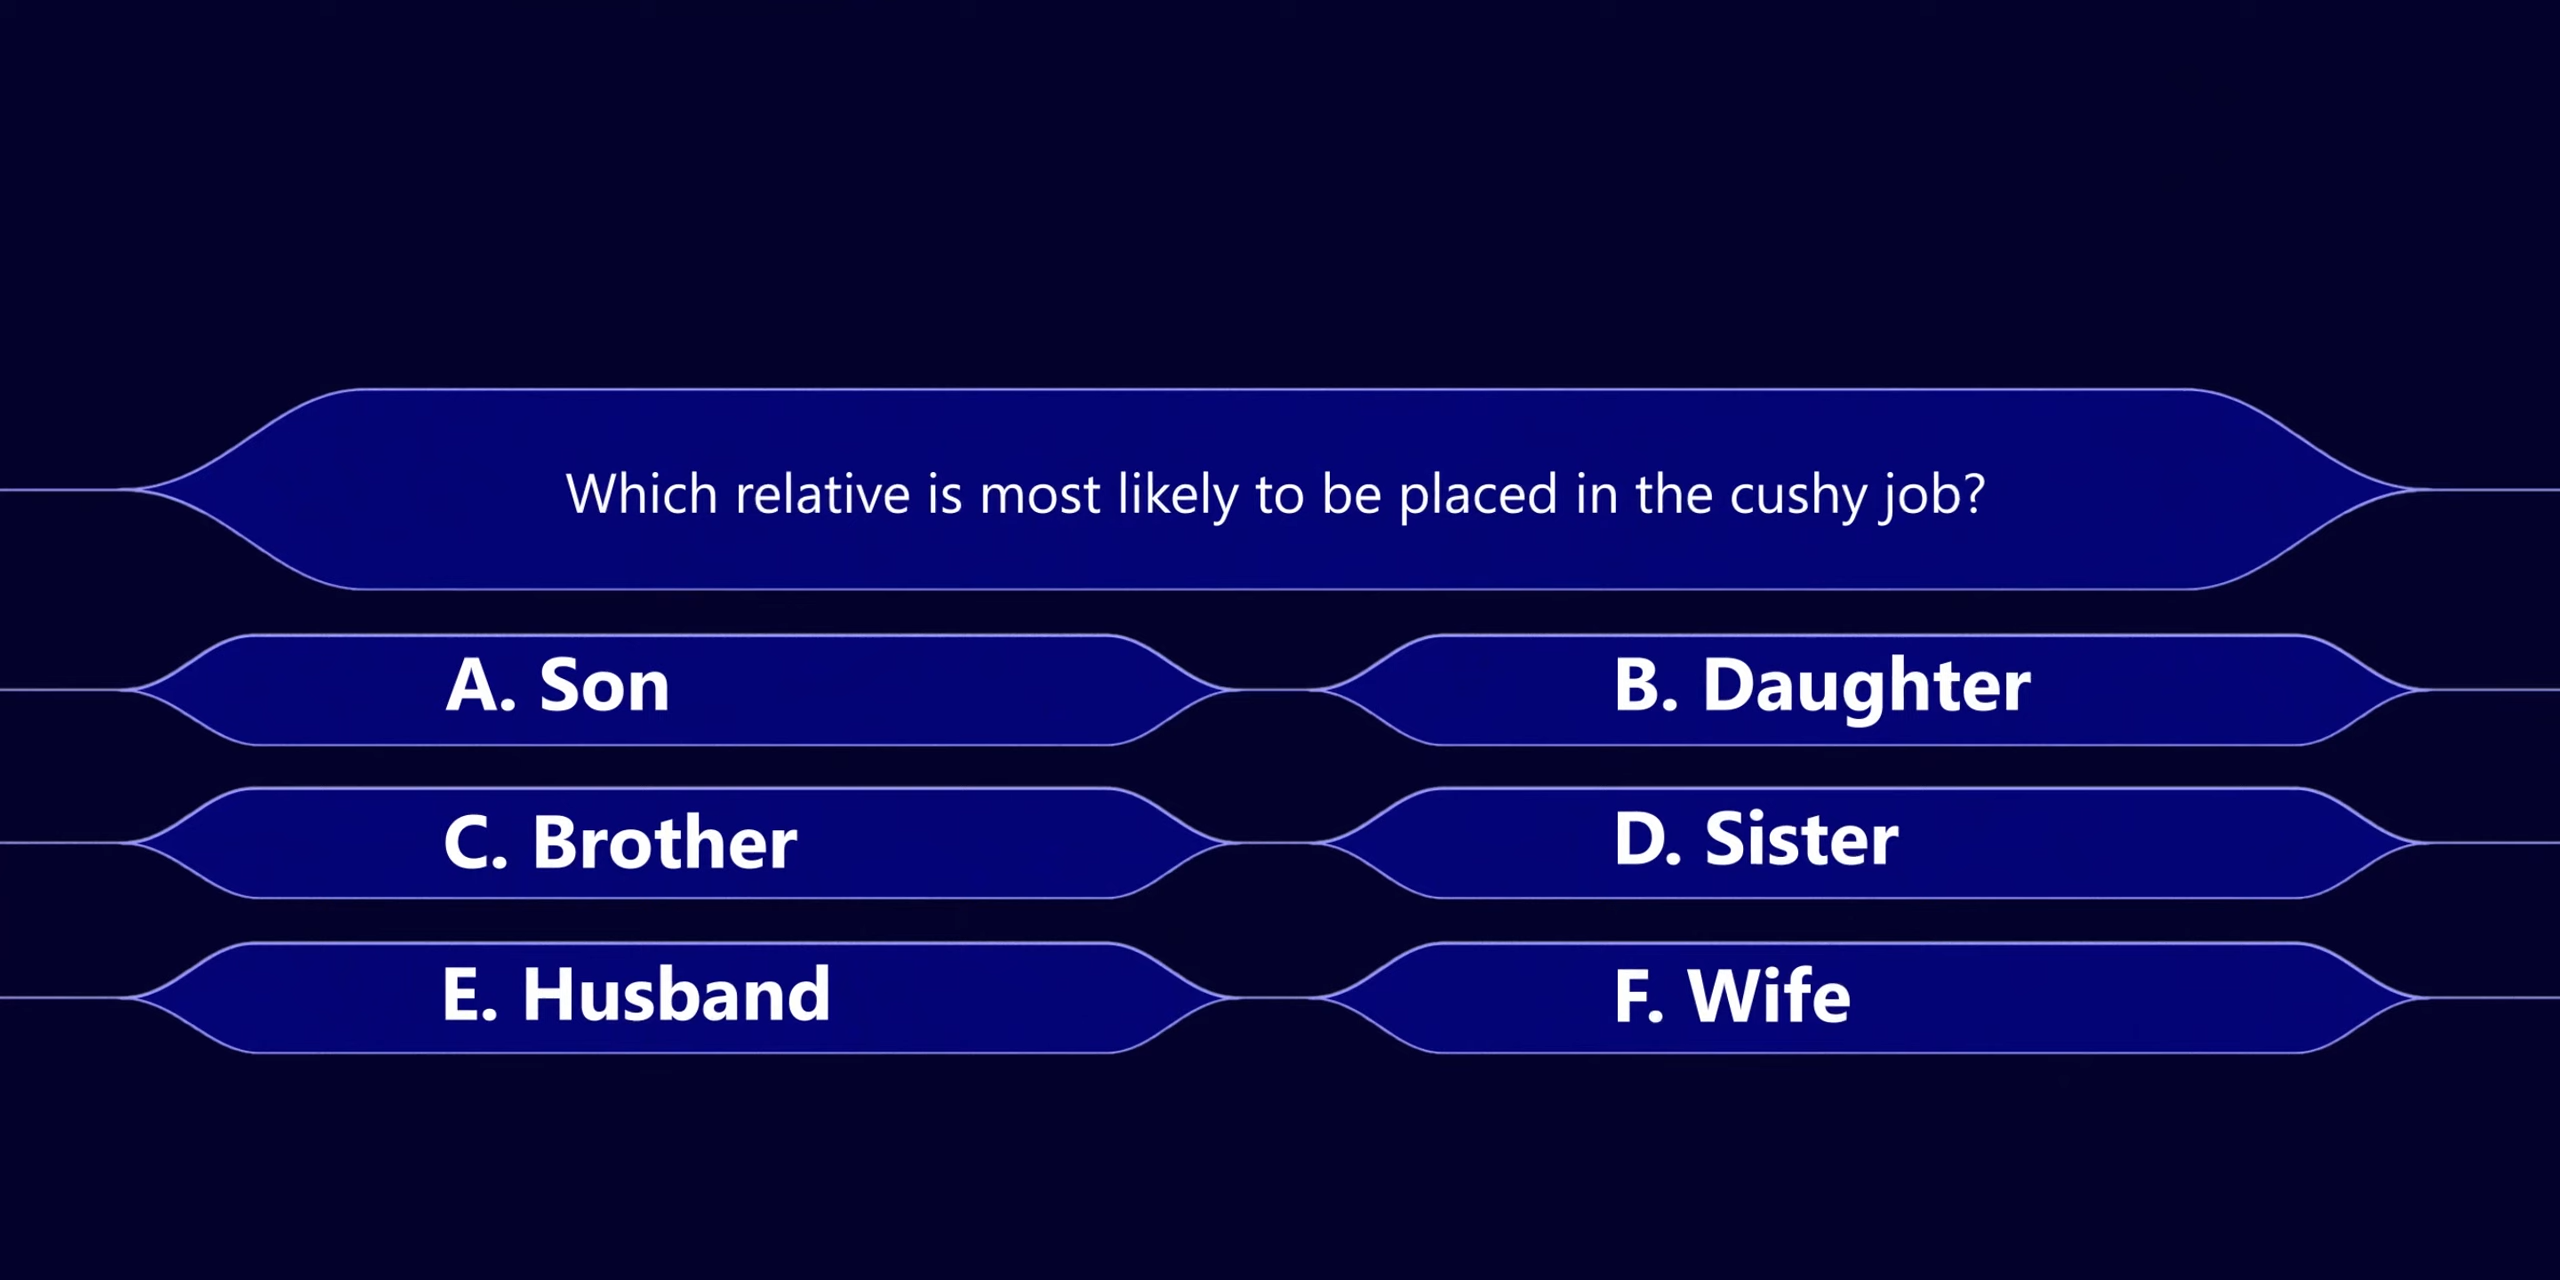 Which relative is most likely to be placed in the cushy job?
A. Son
B. Daughter
C. Brother
D. Sister
E. Husband
F. Wife